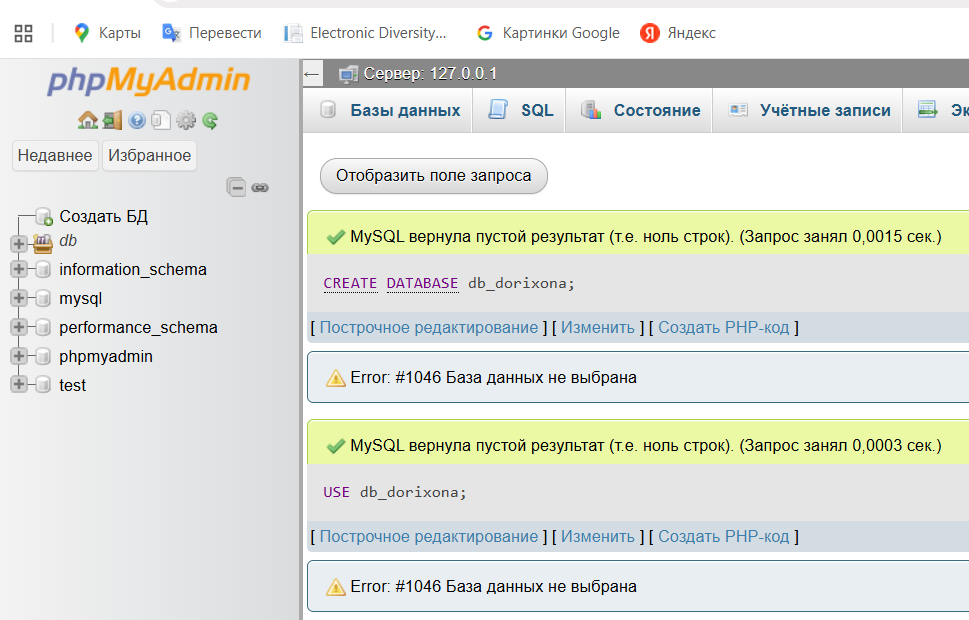 Карты Перевести Electronic Diversity... Картинки Google Яндекс
phpMyAdmin
Недавнее Избранное
Создать БД
db
information_schema
mysql
performance_schema
phpmyadmin
test
Сервер: 127.0.0.1
Базы данных SQL Состояние Учётные записи Эк
Отобразить поле запроса
MySQL вернула пустой результат (т.е. ноль строк). (Запрос занял 0,0015 сек.)
CREATE DATABASE db_dorixona;
[ Построчное редактирование ] [ Изменить ] [ Создать PHP-код ]
Error: #1046 База данных не выбрана
MySQL вернула пустой результат (т.е. ноль строк). (Запрос занял 0,0003 сек.)
USE db_dorixona;
[ Построчное редактирование ] [ Изменить ] [ Создать PHP-код ]
Error: #1046 База данных не выбрана